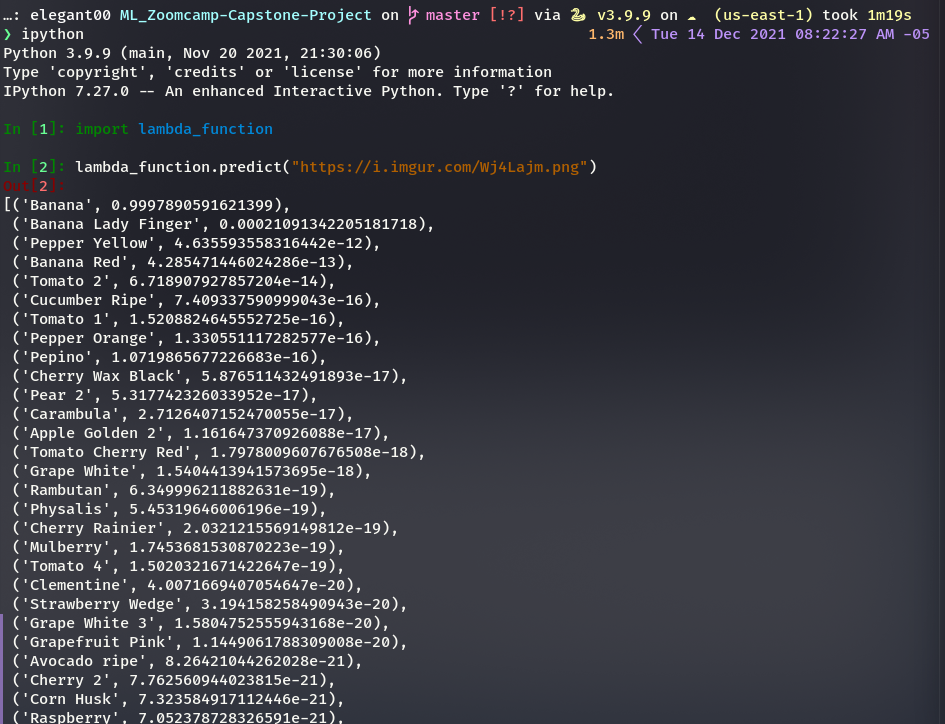 …: elegant00 ML_Zoomcamp-Capstone-Project on master [!?] via 🐍 v3.9.9 on ☁ (us-east-1) took 1m19s
❯ ipython 1.3m Tue 14 Dec 2021 08:22:27 AM -05
Python 3.9.9 (main, Nov 20 2021, 21:30:06)
Type 'copyright', 'credits' or 'license' for more information
IPython 7.27.0 -- An enhanced Interactive Python. Type '?' for help.
In [1]: import lambda_function
In [2]: lambda_function.predict("https://i.imgur.com/Wj4Lajm.png")
Out[2]:
[('Banana', 0.9997890591621399),
('Banana Lady Finger', 0.00021091342205181718),
('Pepper Yellow', 4.635593558316442e-12),
('Banana Red', 4.285471446024286e-13),
('Tomato 2', 6.718907927857204e-14),
('Cucumber Ripe', 7.409337590999043e-16),
('Tomato 1', 1.5208824645552725e-16),
('Pepper Orange', 1.330551117282577e-16),
('Pepino', 1.0719865677226683e-16),
('Cherry Wax Black', 5.876511432491893e-17),
('Pear 2', 5.317742326033952e-17),
('Carambula', 2.7126407152470055e-17),
('Apple Golden 2', 1.161647370926088e-17),
('Tomato Cherry Red', 1.7978009607676508e-18),
('Grape White', 1.5404413941573695e-18),
('Rambutan', 6.349996211882631e-19),
('Physalis', 5.45319646006196e-19),
('Cherry Rainier', 2.0321215569149812e-19),
('Mulberry', 1.7453681530870223e-19),
('Tomato 4', 1.5020321671422647e-19),
('Clementine', 4.0071669407054647e-20),
('Strawberry Wedge', 3.194158258490943e-20),
('Grape White 3', 1.5804752555943168e-20),
('Grapefruit Pink', 1.1449061788309008e-20),
('Avocado ripe', 8.26421044262028e-21),
('Cherry 2', 7.762560944023815e-21),
('Corn Husk', 7.323584917112446e-21),
('Raspberry', 7.052378728326591e-21),